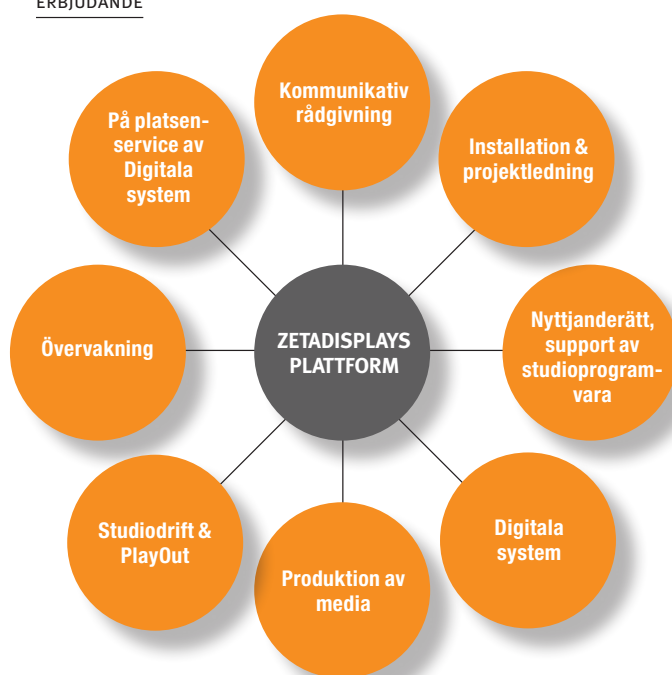 ERBJUDANDE
Kommunikativ
rådgivning
På platsen-
service av
Digitala
system
Installation &
projektledning
ZETADISPLAYS
PLATTFORM
Övervakning
Nyttjanderätt,
support av
studioprogram-
vara
Studiodrift &
PlayOut
Digitala
system
Produktion av
media